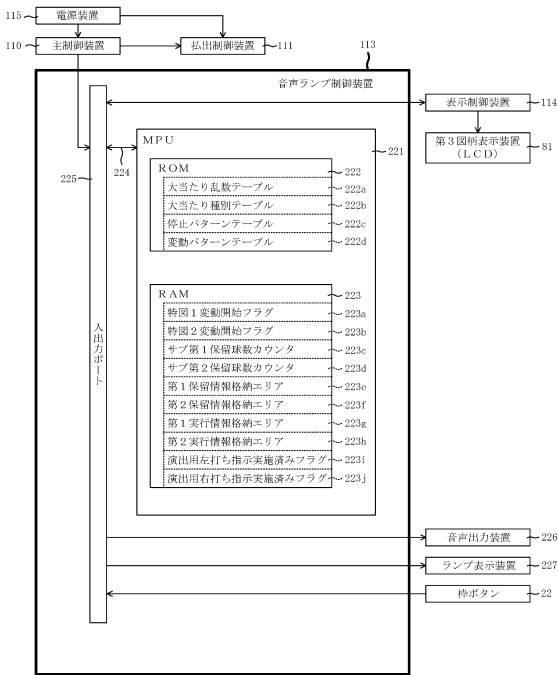 115
電源装置
110
主制御装置
払出制御装置
111
113
音声ランプ制御装置
表示制御装置
114
第３図柄表示装置
（ＬＣＤ）
81
225
224
ＭＰＵ
221
ＲＯＭ
222
大当たり乱数テーブル
222a
大当たり種別テーブル
222b
停止パターンテーブル
222c
変動パターンテーブル
222d
ＲＡＭ
223
特図１変動開始フラグ
223a
特図２変動開始フラグ
223b
サブ第１保留球数カウンタ
223c
サブ第２保留球数カウンタ
223d
第１保留情報格納エリア
223e
第２保留情報格納エリア
223f
第１実行情報格納エリア
223g
第２実行情報格納エリア
223h
演出用左打ち指示実施済みフラグ
223i
演出用右打ち指示実施済みフラグ
223j
入出力ポート
音声出力装置
226
ランプ表示装置
227
枠ボタン
22